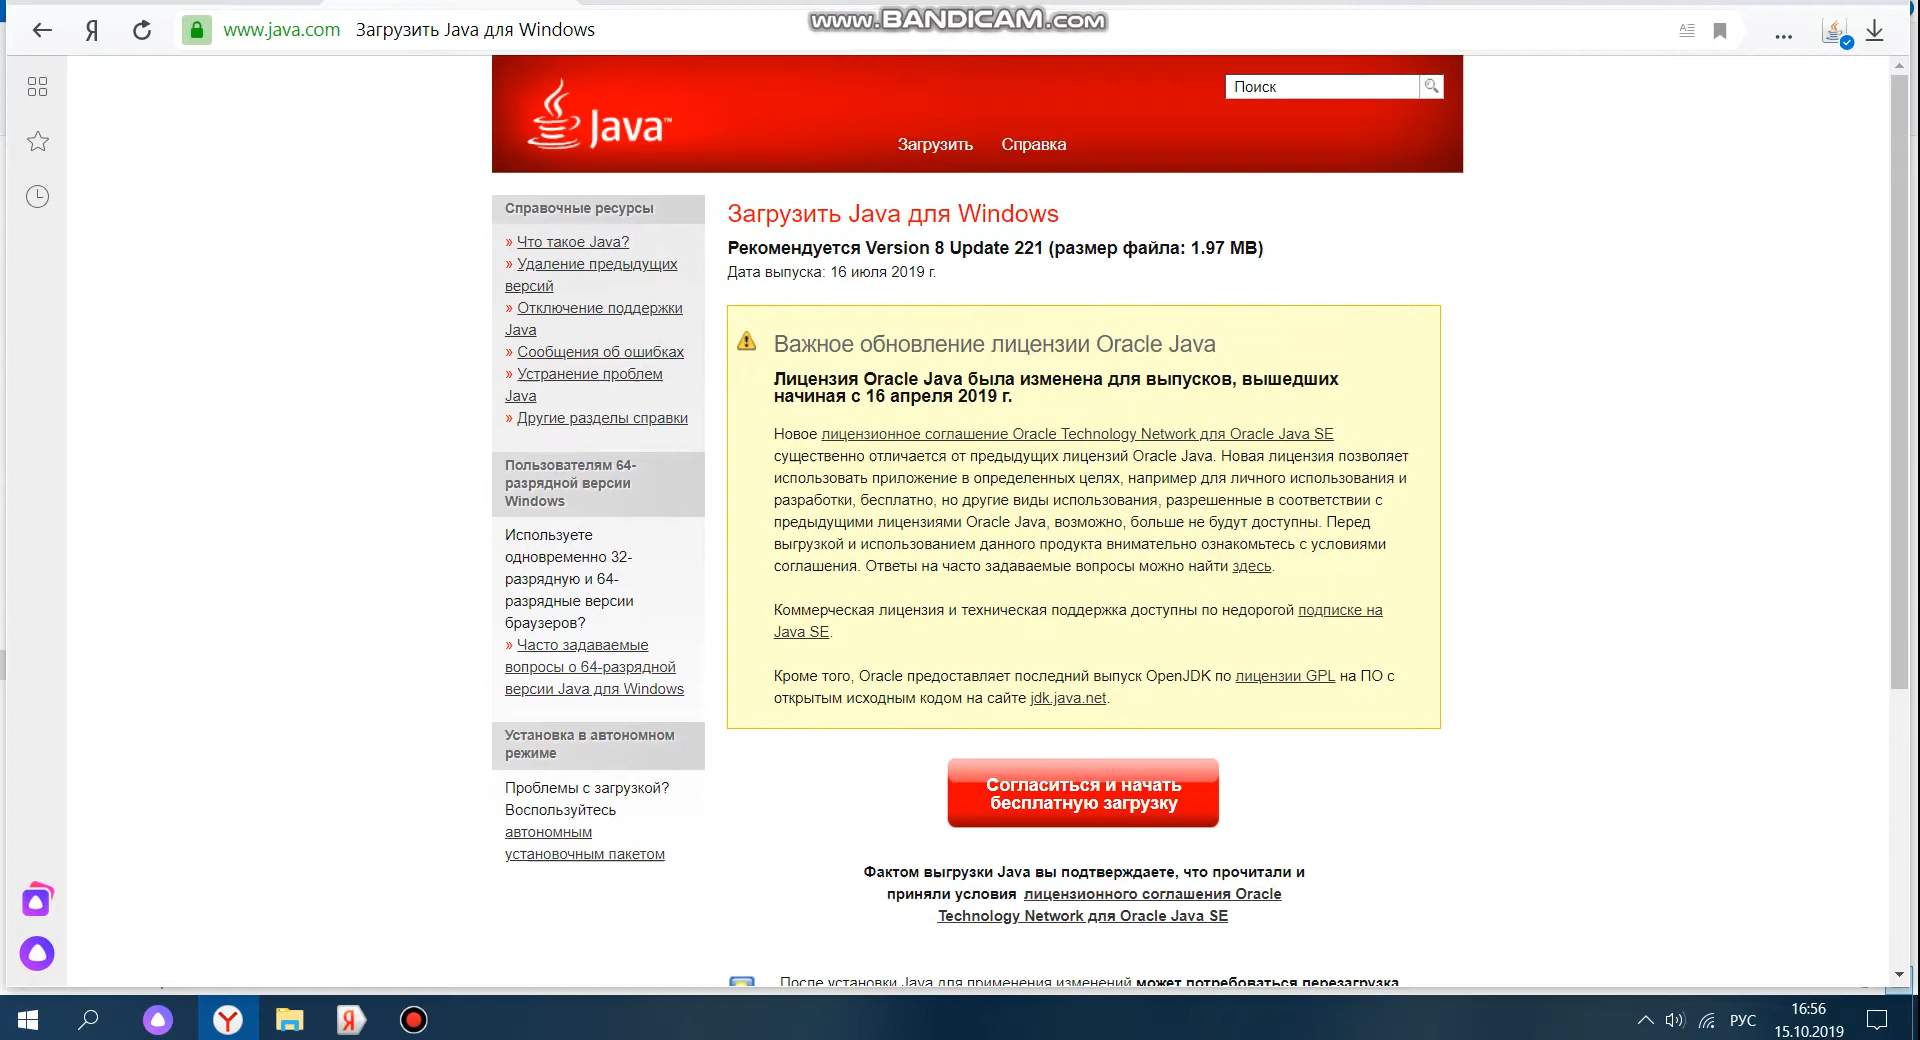 www.BANDICAM.com
www.java.com Загрузить Java для Windows
Java™
Поиск
Загрузить Справка
Справочные ресурсы
» Что такое Java?
» Удаление предыдущих
версий
» Отключение поддержки
Java
» Сообщения об ошибках
» Устранение проблем
Java
» Другие разделы справки
Пользователям 64-
разрядной версии
Windows
Используете
одновременно 32-
разрядную и 64-
разрядные версии
браузеров?
» Часто задаваемые
вопросы о 64-разрядной
версии Java для Windows
Установка в автономном
режиме
Проблемы с загрузкой?
Воспользуйтесь
автономным
установочным пакетом
Загрузить Java для Windows
Рекомендуется Version 8 Update 221 (размер файла: 1.97 MB)
Дата выпуска: 16 июля 2019 г.
Важное обновление лицензии Oracle Java
Лицензия Oracle Java была изменена для выпусков, вышедших
начиная с 16 апреля 2019 г.
Новое лицензионное соглашение Oracle Technology Network для Oracle Java SE
существенно отличается от предыдущих лицензий Oracle Java. Новая лицензия позволяет
использовать приложение в определенных целях, например для личного использования и
разработки, бесплатно, но другие виды использования, разрешенные в соответствии с
предыдущими лицензиями Oracle Java, возможно, больше не будут доступны. Перед
выгрузкой и использованием данного продукта внимательно ознакомьтесь с условиями
соглашения. Ответы на часто задаваемые вопросы можно найти здесь.
Коммерческая лицензия и техническая поддержка доступны по недорогой подписке на
Java SE.
Кроме того, Oracle предоставляет последний выпуск OpenJDK по лицензии GPL на ПО с
открытым исходным кодом на сайте jdk.java.net.
Согласиться и начать
бесплатную загрузку
Фактом выгрузки Java вы подтверждаете, что прочитали и
приняли условия лицензионного соглашения Oracle
Technology Network для Oracle Java SE
После установки Java для применения изменений может потребоваться перезагрузка
РУС
16:56
15.10.2019